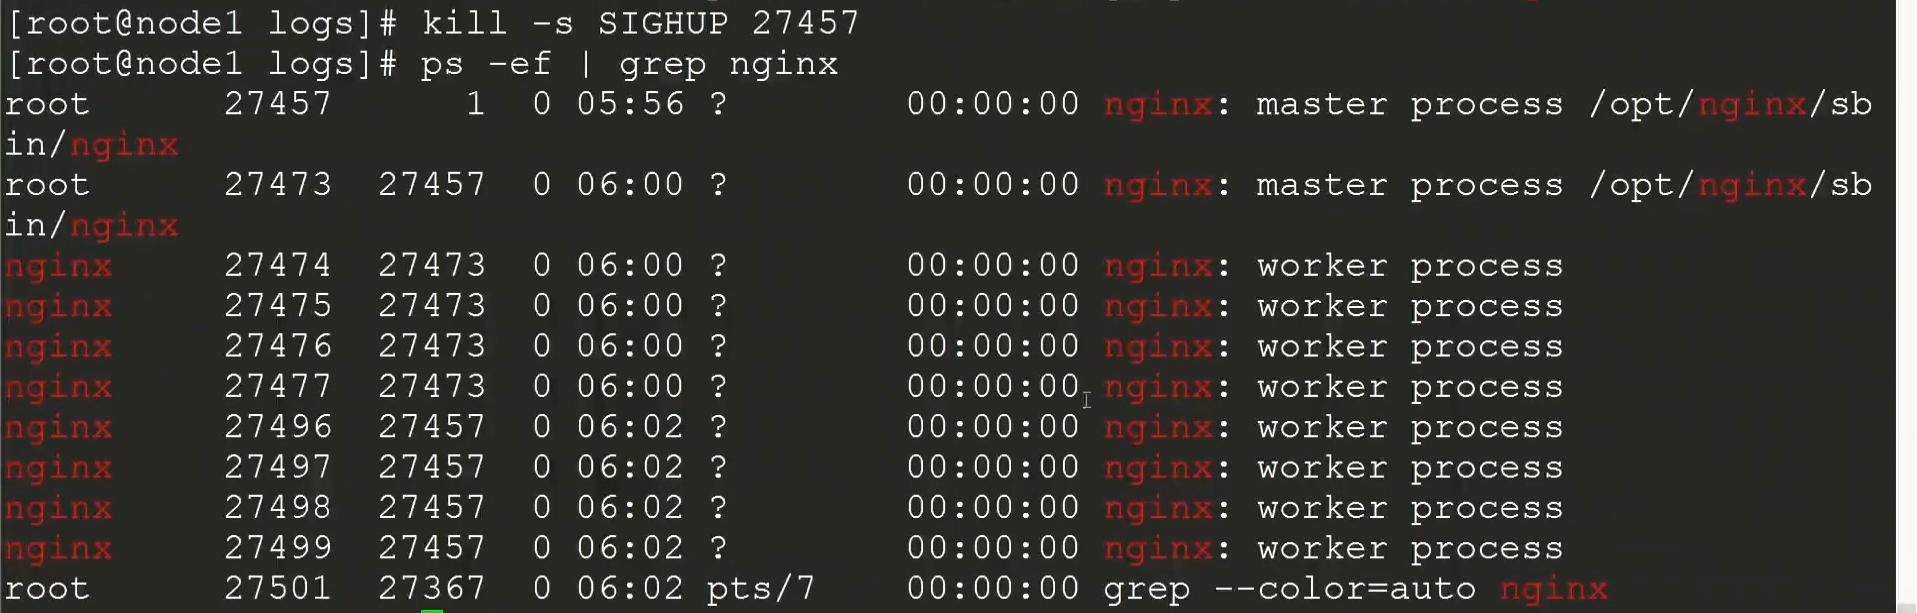 [root@node1 logs]# kill -s SIGHUP 27457
[root@node1 logs]# ps -ef | grep nginx
root 27457 1 0 05:56 ? 00:00:00 nginx: master process /opt/nginx/sb
in/nginx
root 27473 27457 0 06:00 ? 00:00:00 nginx: master process /opt/nginx/sb
in/nginx
nginx 27474 27473 0 06:00 ? 00:00:00 nginx: worker process
nginx 27475 27473 0 06:00 ? 00:00:00 nginx: worker process
nginx 27476 27473 0 06:00 ? 00:00:00 nginx: worker process
nginx 27477 27473 0 06:00 ? 00:00:00 nginx: worker process
nginx 27496 27457 0 06:02 ? 00:00:00 nginx: worker process
nginx 27497 27457 0 06:02 ? 00:00:00 nginx: worker process
nginx 27498 27457 0 06:02 ? 00:00:00 nginx: worker process
nginx 27499 27457 0 06:02 ? 00:00:00 nginx: worker process
root 27501 27367 0 06:02 pts/7 00:00:00 grep --color=auto nginx